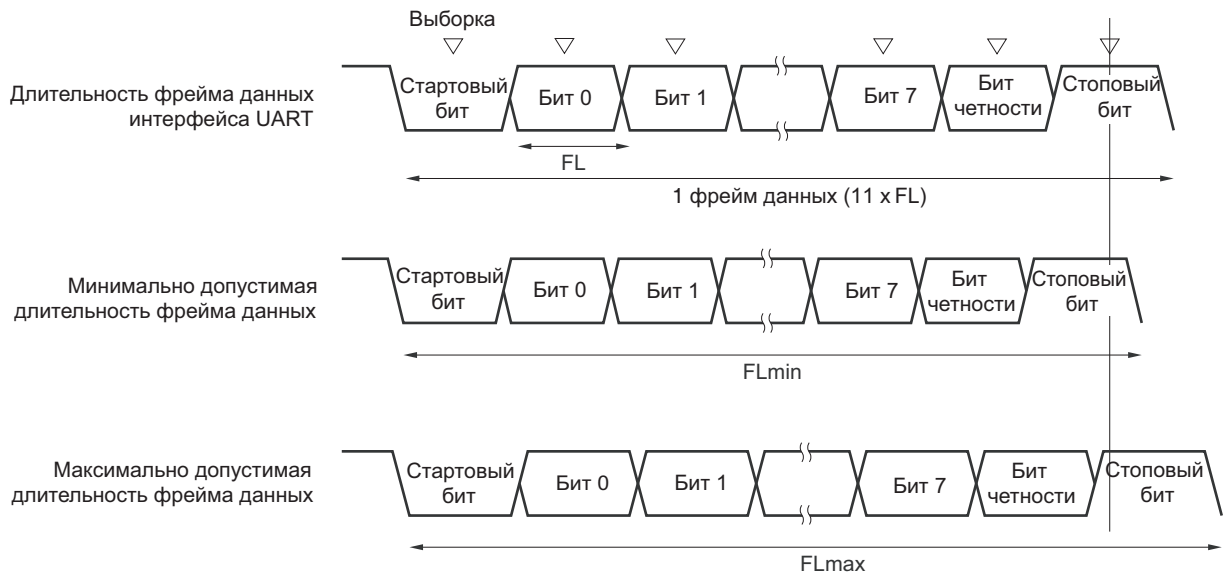 Выборка
Длительность фрейма данных
интерфейса UART
Стартовый
бит
Бит 0
Бит 1
Бит 7
Бит
четности
Стоповый
бит
FL
1 фрейм данных (11 x FL)
Минимально допустимая
длительность фрейма данных
Стартовый
бит
Бит 0
Бит 1
Бит 7
Бит
четности
Стоповый
бит
FLmin
Максимально допустимая
длительность фрейма данных
Стартовый
бит
Бит 0
Бит 1
Бит 7
Бит
четности
Стоповый
бит
FLmax